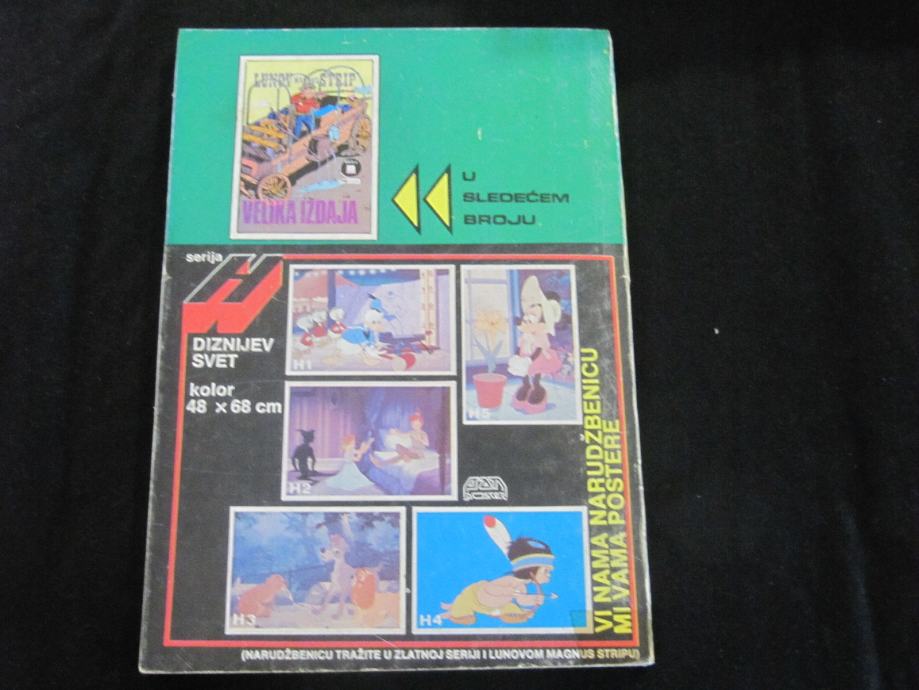 LUNOV MAGNUS STRIP
VELIKA IZDAJA
U
SLEDEĆEM
BROJU
serija
H
DIZNIJEV
SVET
kolor
48 x 68 cm
H1
H5
H2
H3
H4
VI NAMA NARUDŽBENICU
MI VAMA POSTERE
(NARUDŽBENICU TRAŽITE U ZLATNOJ SERIJI I LUNOVOM MAGNUS STRIPU)